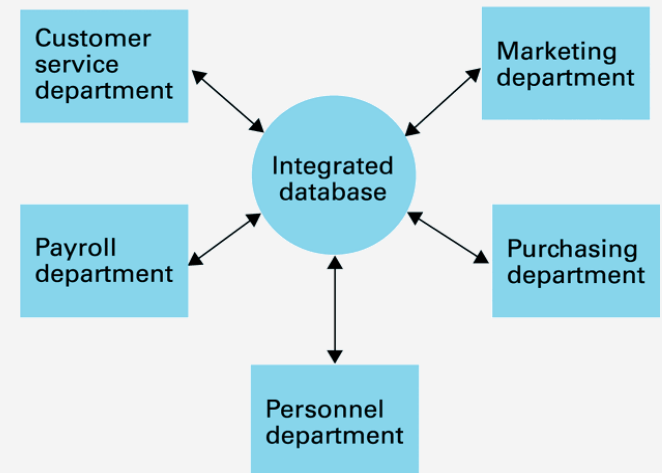 Customer
service
department
Marketing
department
Integrated
database
Payroll
department
Purchasing
department
Personnel
department